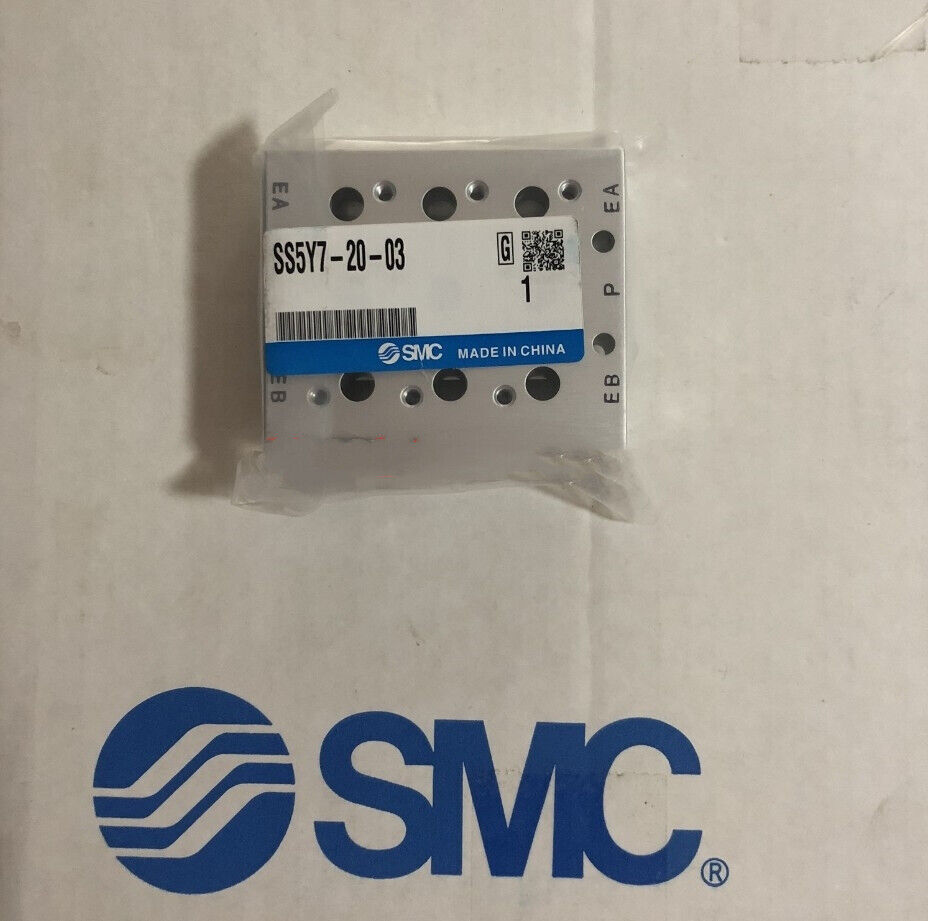 EA
EA
SS5Y7-20-03
G
1
P
SMC MADE IN CHINA
EB
EB
SMC®